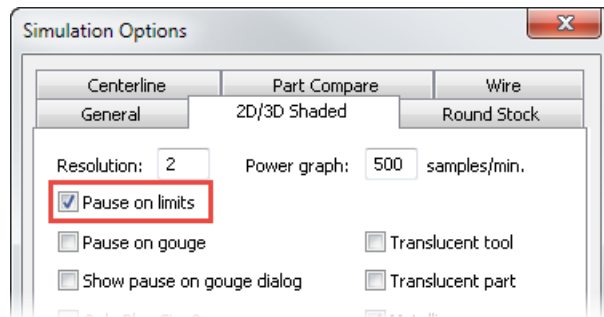 Simulation Options
Centerline Part Compare Wire
General 2D/3D Shaded Round Stock
Resolution: 2 Power graph: 500 samples/min.
Pause on limits
Pause on gouge Translucent tool
Show pause on gouge dialog Translucent part